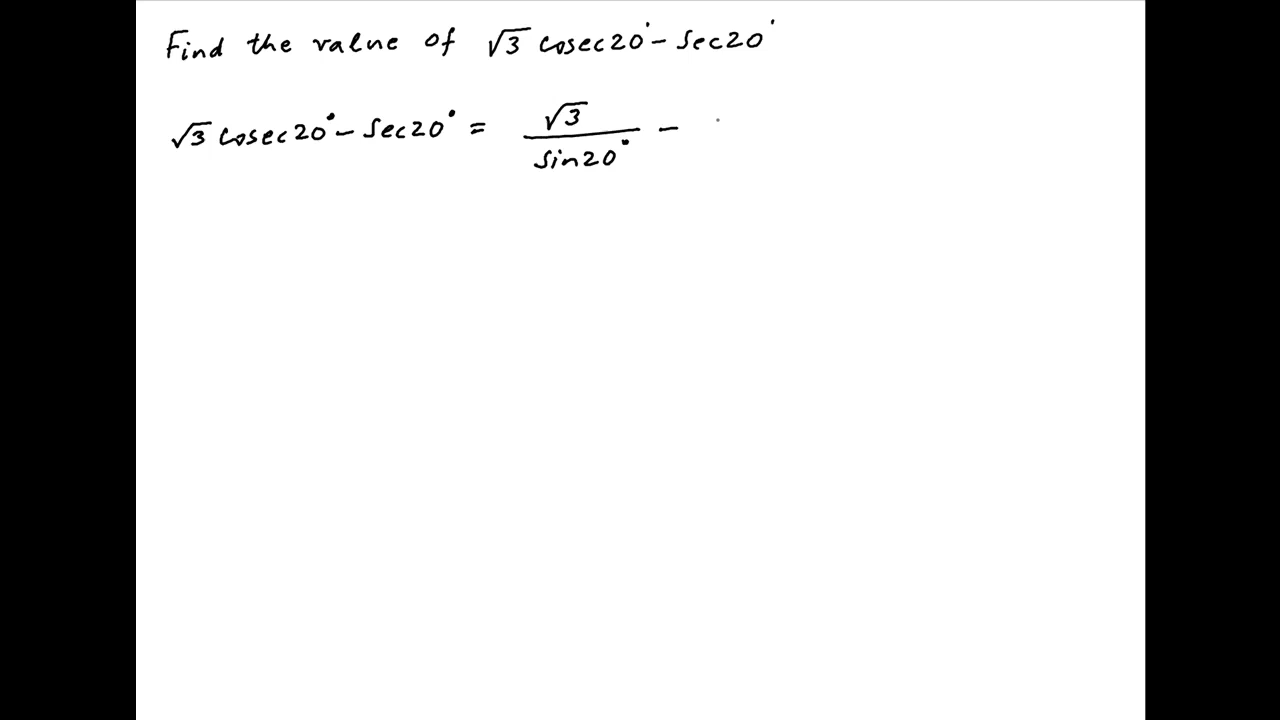 Find the value of √3 cosec20° - sec20°
√3 cosec20° - sec20° = √3/sin20° -